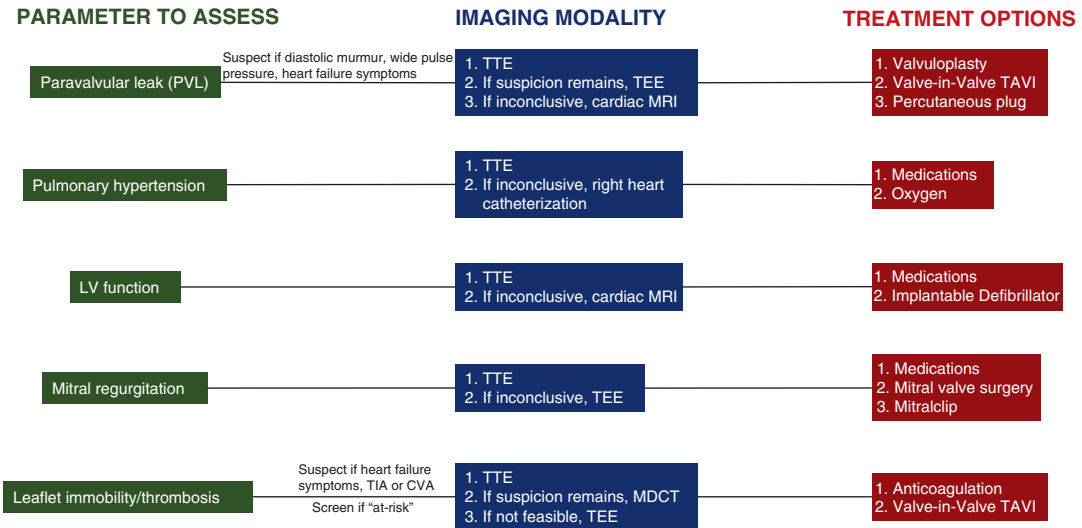 PARAMETER TO ASSESS
IMAGING MODALITY
TREATMENT OPTIONS
Paravalvular leak (PVL)
Suspect if diastolic murmur, wide pulse
pressure, heart failure symptoms
1. TTE
2. If suspicion remains, TEE
3. If inconclusive, cardiac MRI
1. Valvuloplasty
2. Valve-in-Valve TAVI
3. Percutaneous plug
Pulmonary hypertension
1. TTE
2. If inconclusive, right heart
catheterization
1. Medications
2. Oxygen
LV function
1. TTE
2. If inconclusive, cardiac MRI
1. Medications
2. Implantable Defibrillator
Mitral regurgitation
1. TTE
2. If inconclusive, TEE
1. Medications
2. Mitral valve surgery
3. Mitralclip
Leaflet immobility/thrombosis
Suspect if heart failure
symptoms, TIA or CVA
Screen if “at-risk”
1. TTE
2. If suspicion remains, MDCT
3. If not feasible, TEE
1. Anticoagulation
2. Valve-in-Valve TAVI